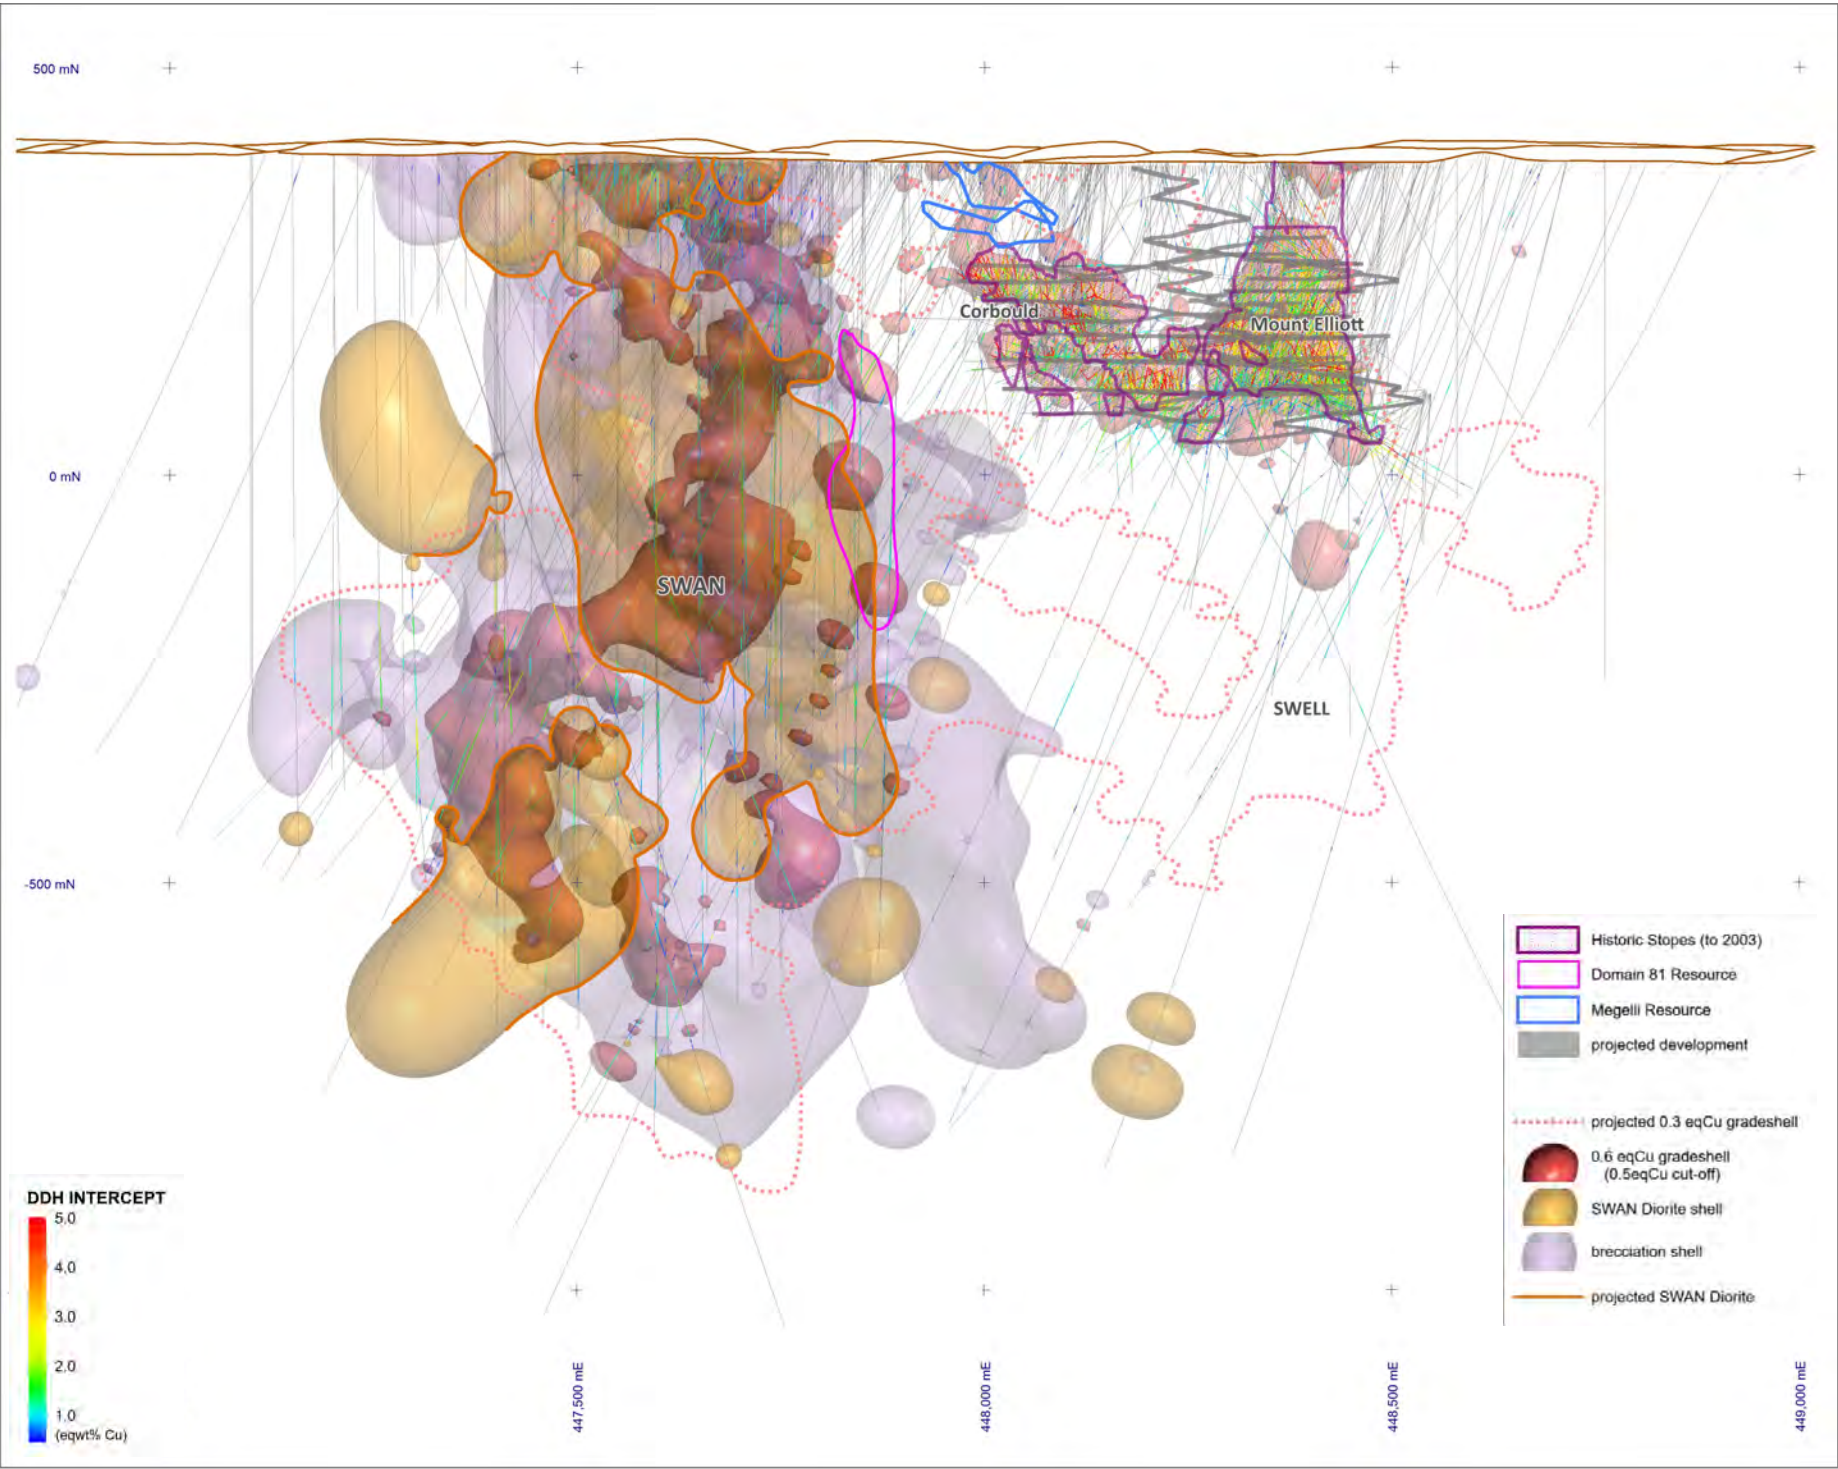 500 mN
Corbould
Mount Elliott
0 mN
SWAN
SWELL
-500 mN
Historic Stopes (to 2003)
Domain 81 Resource
Megelli Resource
projected development
projected 0.3 eqCu gradeshell
0.6 eqCu gradeshell
(0.5eqCu cut-off)
SWAN Diorite shell
brecciation shell
projected SWAN Diorite
DDH INTERCEPT
5.0
4.0
3.0
2.0
1.0
(eqwt% Cu)
447,500 mE
448,000 mE
448,500 mE
449,000 mE